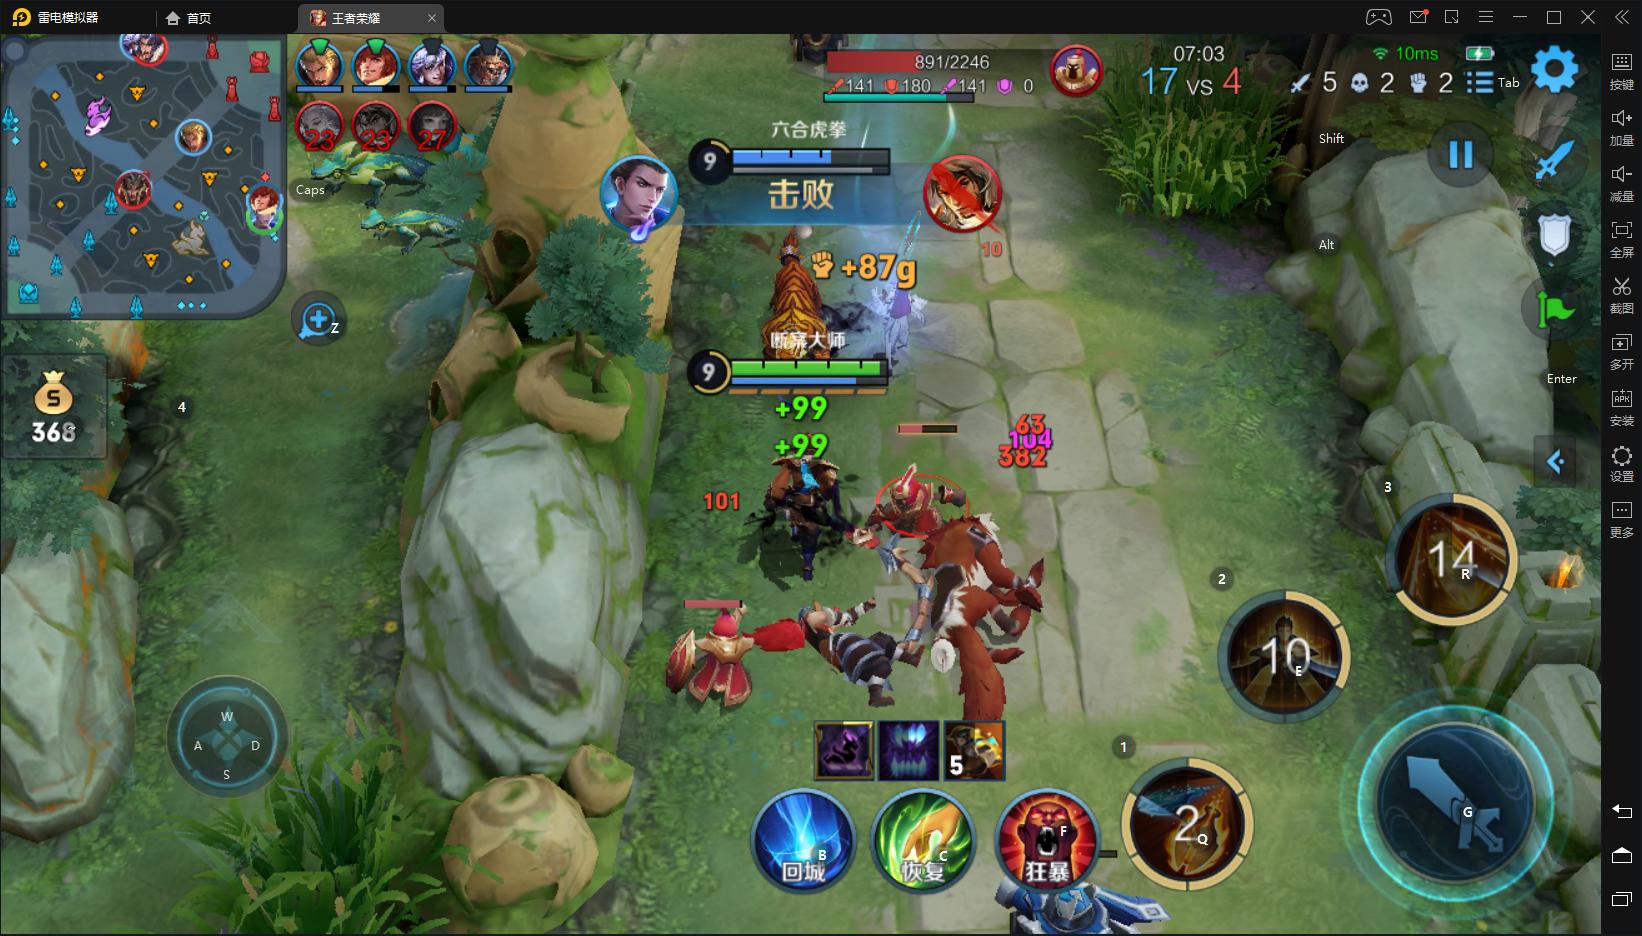 雷电模拟器
首页
王者荣耀
891/2246
141 180 141 0
07:03
17 VS 4
10ms
5 2 2
Tab
23 23 27
Caps
六合虎拳
9
击败
10
+87g
断案大师
9
+99
+99
63
104
382
101
Z
368
4
Shift
Alt
Enter
3
14
R
2
10
E
1
2
Q
G
W
A
D
S
5
B
回城
C
恢复
F
狂暴
按键
加量
减量
全屏
截图
多开
APK
安装
设置
更多